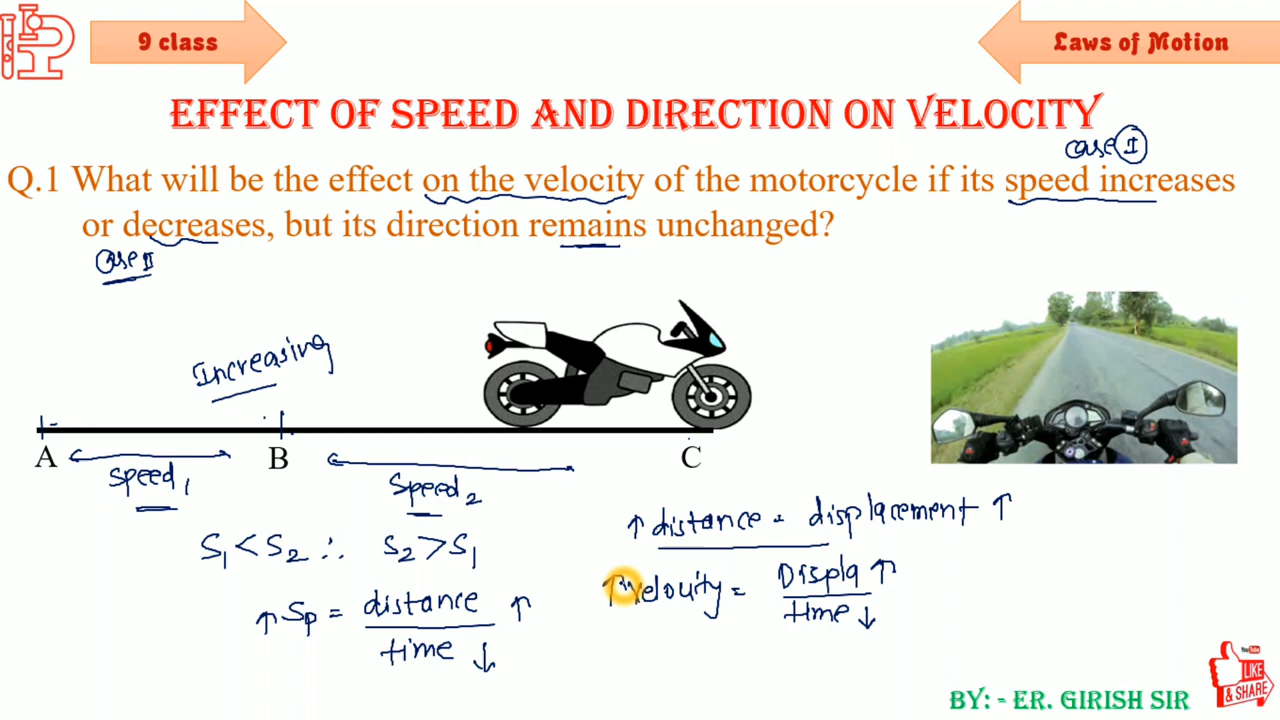 9 class
Laws of Motion
EFFECT OF SPEED AND DIRECTION ON VELOCITY
case I
Q.1 What will be the effect on the velocity of the motorcycle if its speed increases
or decreases, but its direction remains unchanged?
case II
Increasing
A B C
speed1 Speed2
S1 < S2 ∴ S2 > S1
↑ distance = displacement ↑
↑ Velocity = Displa ↑ / time ↓
↑ Sp = distance ↑ / time ↓
YouTube
LIKE
& SHARE
BY: - ER. GIRISH SIR